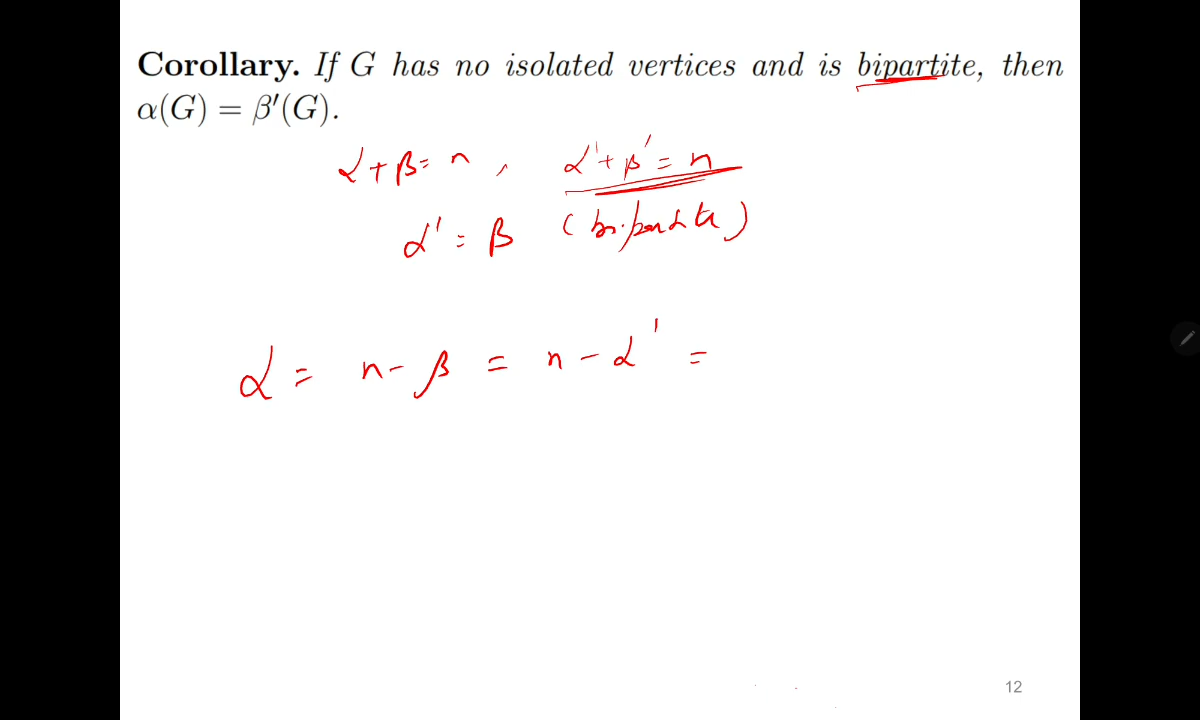 Corollary. If G has no isolated vertices and is bipartite, then
α(G) = β′(G).
α + β = n , α' + β' = n
α' = β (bipartite)
α = n - β = n - α' =
12